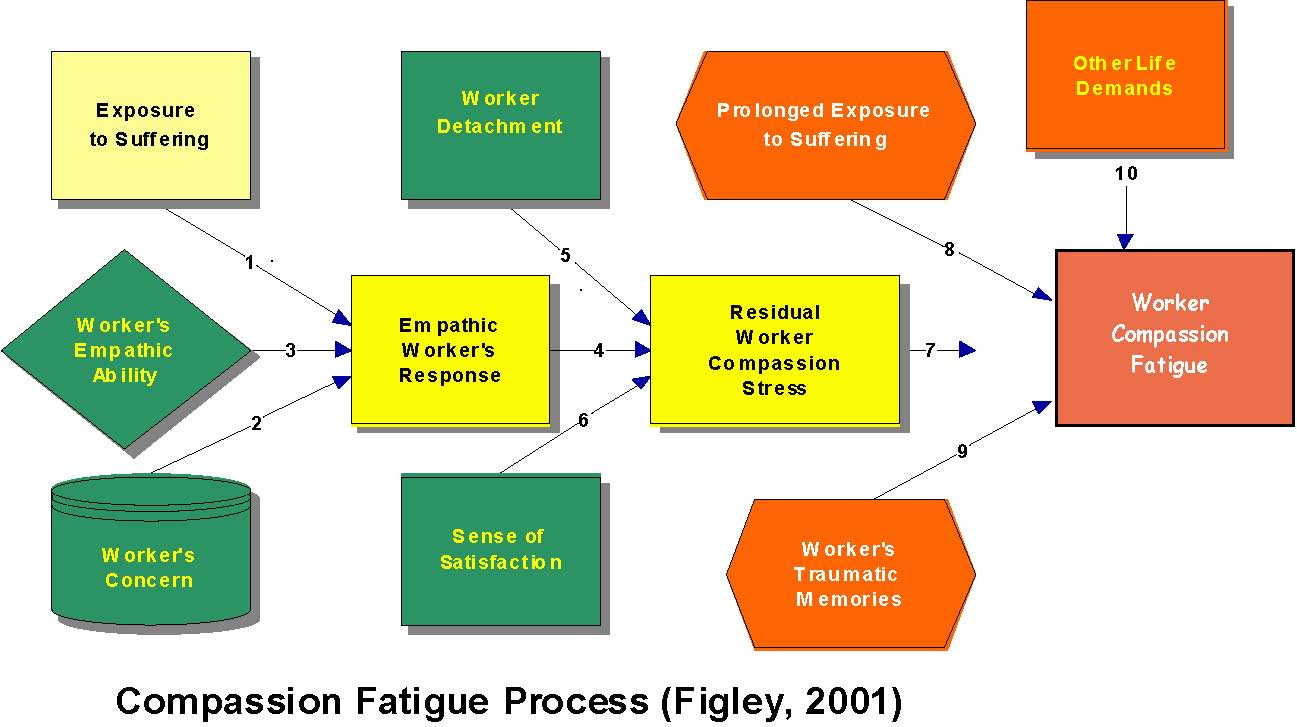 Exposure
to Suffering
Worker
Detachment
Prolonged Exposure
to Suffering
Other Life
Demands
10
1
5
8
Worker's
Empathic
Ability
3
Empathic
Worker's
Response
4
Residual
Worker
Compassion
Stress
7
Worker
Compassion
Fatigue
2
6
9
Worker's
Concern
Sense of
Satisfaction
Worker's
Traumatic
Memories
Compassion Fatigue Process (Figley, 2001)